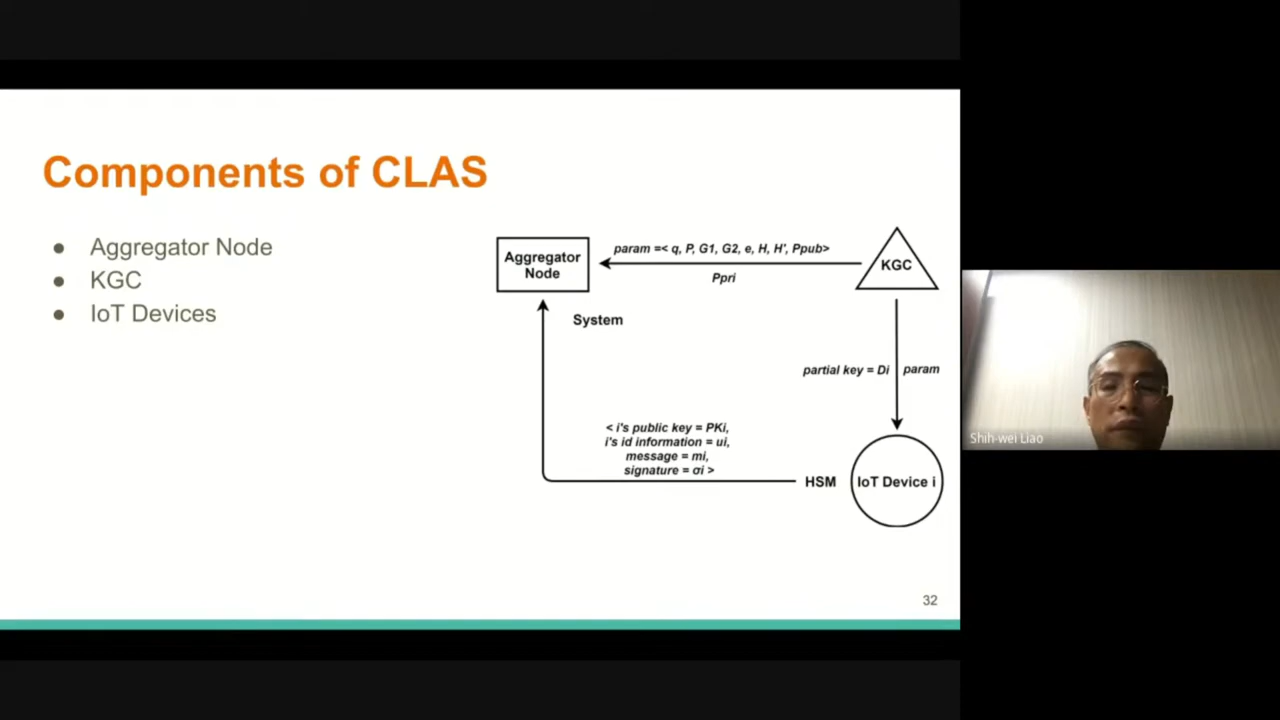 Components of CLAS
● Aggregator Node
● KGC
● IoT Devices
Aggregator
Node
param =< q, P, G1, G2, e, H, H', Ppub>
Ppri
KGC
System
partial key = Di
param
< i's public key = PKi,
i's id information = ui,
message = mi,
signature = σi >
HSM
IoT Device i
32
Shih-wei Liao